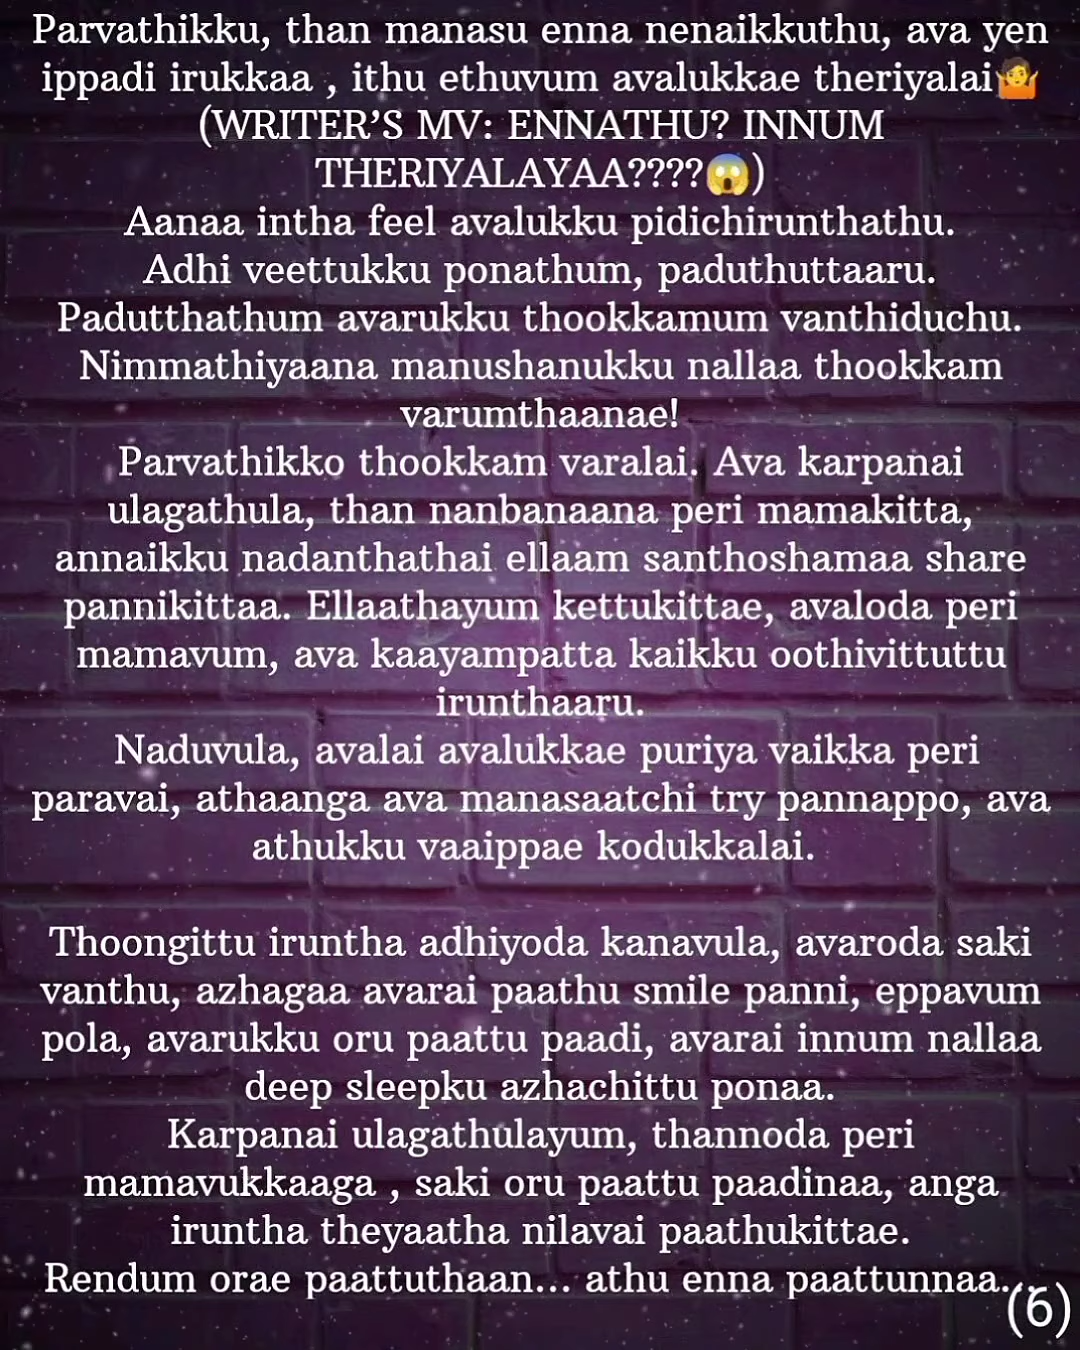 Parvathikku, than manasu enna nenaikkuthu, ava yen
ippadi irukkaa , ithu ethuvum avalukkae theriyalai🤷
(WRITER’S MV: ENNATHU? INNUM
THERIYALAYAA????😱)
Aanaa intha feel avalukku pidichirunthathu.
Adhi veettukku ponathum, paduthuttaaru.
Padutthathum avarukku thookkamum vanthiduchu.
Nimmathiyaana manushanukku nallaa thookkam
varumthaanae!
Parvathikko thookkam varalai. Ava karpanai
ulagathula, than nanbanaana peri mamakitta,
annaikku nadanthathai ellaam santhoshamaa share
pannikittaa. Ellaathayum kettukittae, avaloda peri
mamavum, ava kaayampatta kaikku oothivittuttu
irunthaaru.
Naduvula, avalai avalukkae puriya vaikka peri
paravai, athaanga ava manasaatchi try pannappo, ava
athukku vaaippae kodukkalai.
Thoongittu iruntha adhiyoda kanavula, avaroda saki
vanthu, azhagaa avarai paathu smile panni, eppavum
pola, avarukku oru paattu paadi, avarai innum nallaa
deep sleepku azhachittu ponaa.
Karpanai ulagathulayum, thannoda peri
mamavukkaaga , saki oru paattu paadinaa, anga
iruntha theyaatha nilavai paathukittae.
Rendum orae paattuthaan... athu enna paattunnaa...
(6)